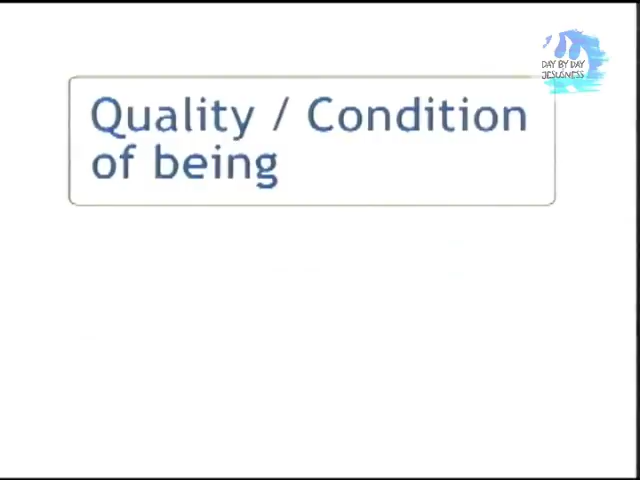 DAY BY DAY
JESUSNESS
Quality / Condition
of being